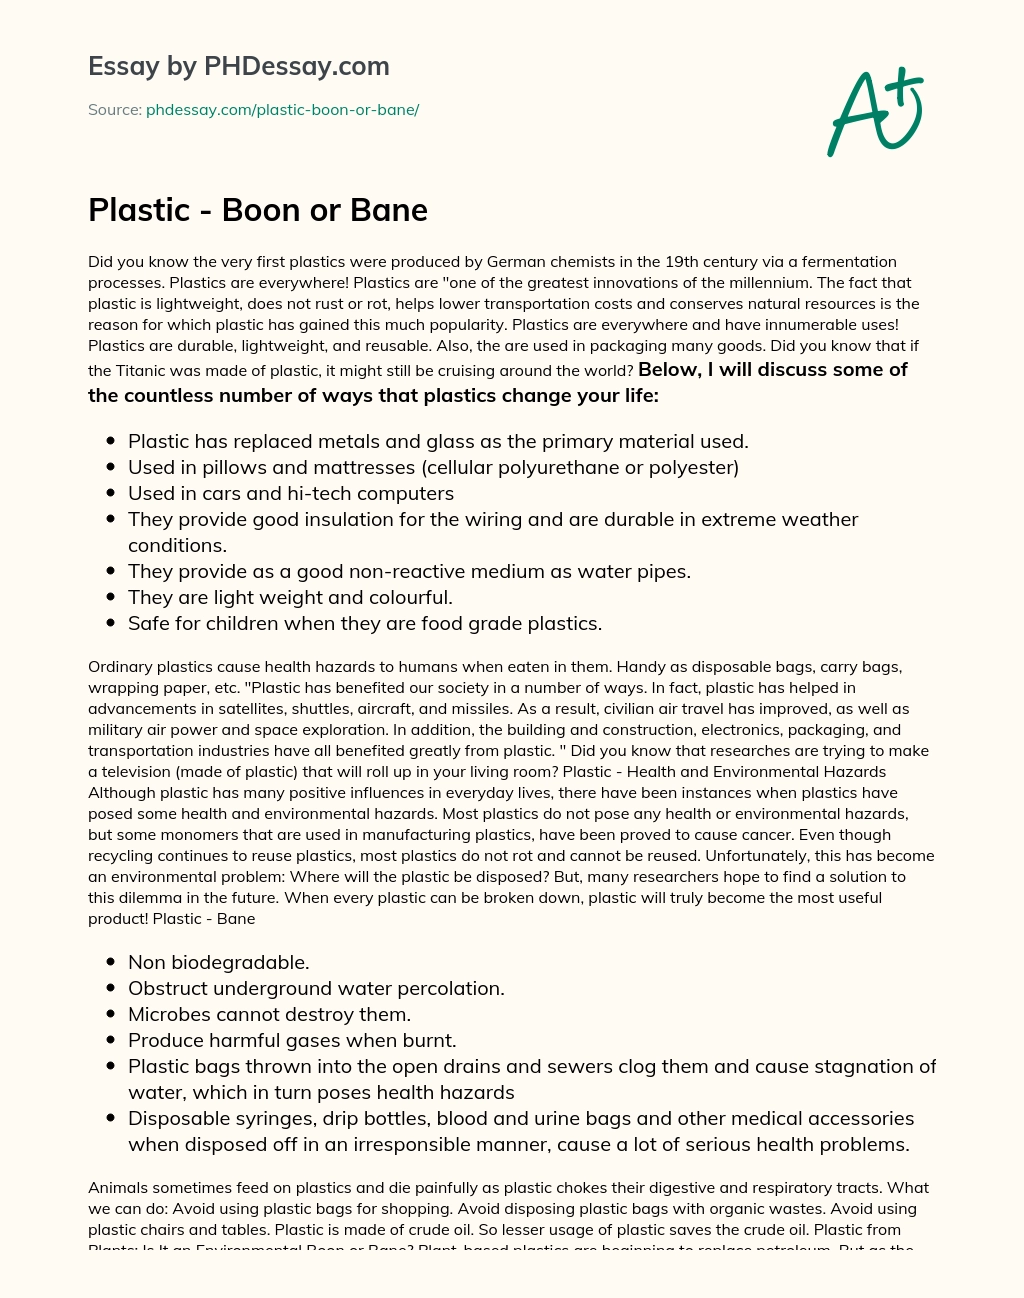 Essay by PHDessay.com
Source: phdessay.com/plastic-boon-or-bane/
A+
Plastic - Boon or Bane
Did you know the very first plastics were produced by German chemists in the 19th century via a fermentation
processes. Plastics are everywhere! Plastics are "one of the greatest innovations of the millennium. The fact that
plastic is lightweight, does not rust or rot, helps lower transportation costs and conserves natural resources is the
reason for which plastic has gained this much popularity. Plastics are everywhere and have innumerable uses!
Plastics are durable, lightweight, and reusable. Also, the are used in packaging many goods. Did you know that if
the Titanic was made of plastic, it might still be cruising around the world? Below, I will discuss some of
the countless number of ways that plastics change your life:
• Plastic has replaced metals and glass as the primary material used.
• Used in pillows and mattresses (cellular polyurethane or polyester)
• Used in cars and hi-tech computers
• They provide good insulation for the wiring and are durable in extreme weather
conditions.
• They provide as a good non-reactive medium as water pipes.
• They are light weight and colourful.
• Safe for children when they are food grade plastics.
Ordinary plastics cause health hazards to humans when eaten in them. Handy as disposable bags, carry bags,
wrapping paper, etc. "Plastic has benefited our society in a number of ways. In fact, plastic has helped in
advancements in satellites, shuttles, aircraft, and missiles. As a result, civilian air travel has improved, as well as
military air power and space exploration. In addition, the building and construction, electronics, packaging, and
transportation industries have all benefited greatly from plastic. " Did you know that researches are trying to make
a television (made of plastic) that will roll up in your living room? Plastic - Health and Environmental Hazards
Although plastic has many positive influences in everyday lives, there have been instances when plastics have
posed some health and environmental hazards. Most plastics do not pose any health or environmental hazards,
but some monomers that are used in manufacturing plastics, have been proved to cause cancer. Even though
recycling continues to reuse plastics, most plastics do not rot and cannot be reused. Unfortunately, this has become
an environmental problem: Where will the plastic be disposed? But, many researchers hope to find a solution to
this dilemma in the future. When every plastic can be broken down, plastic will truly become the most useful
product! Plastic - Bane
• Non biodegradable.
• Obstruct underground water percolation.
• Microbes cannot destroy them.
• Produce harmful gases when burnt.
• Plastic bags thrown into the open drains and sewers clog them and cause stagnation of
water, which in turn poses health hazards
• Disposable syringes, drip bottles, blood and urine bags and other medical accessories
when disposed off in an irresponsible manner, cause a lot of serious health problems.
Animals sometimes feed on plastics and die painfully as plastic chokes their digestive and respiratory tracts. What
we can do: Avoid using plastic bags for shopping. Avoid disposing plastic bags with organic wastes. Avoid using
plastic chairs and tables. Plastic is made of crude oil. So lesser usage of plastic saves the crude oil. Plastic from
Plants: Is It an Environmental Boon or Bane? Plant-based plastics are beginning to replace petroleum. But as the